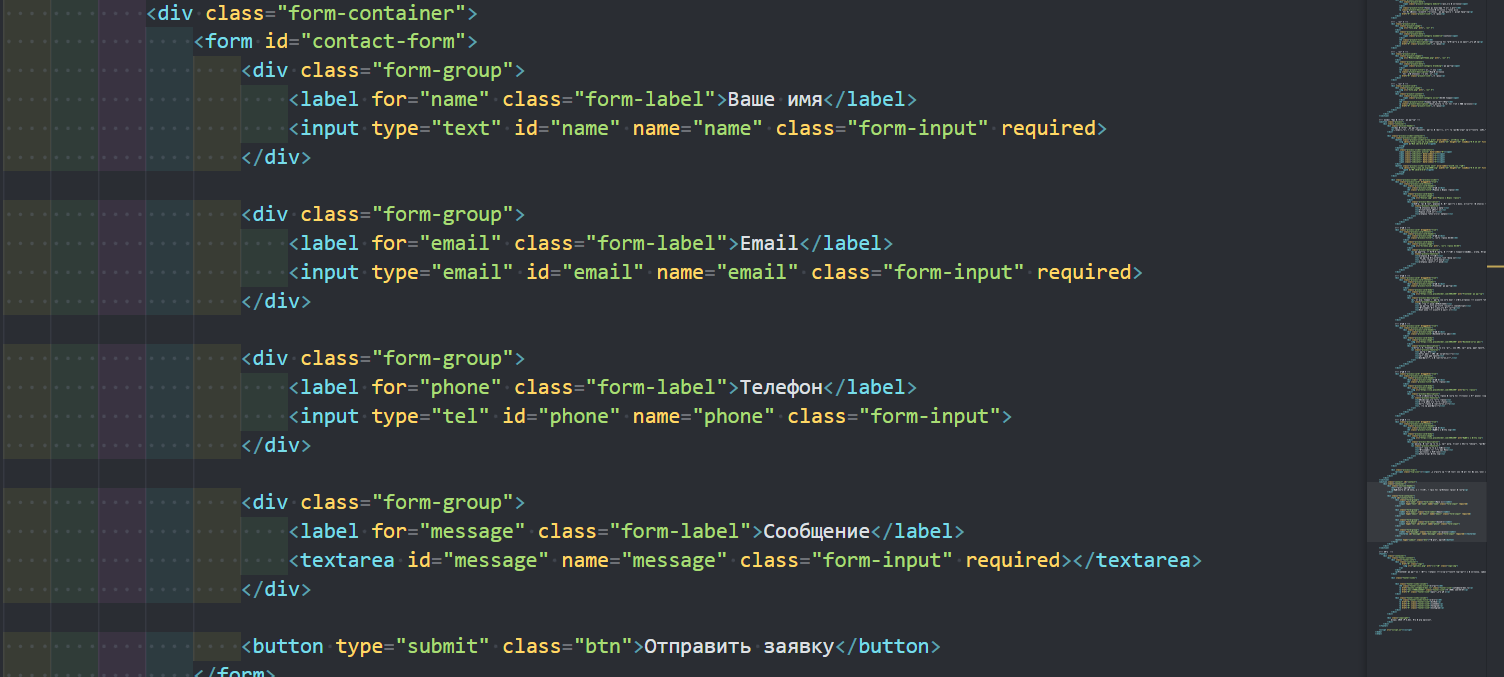 <div class="form-container">
<form id="contact-form">
<div class="form-group">
<label for="name" class="form-label">Ваше имя</label>
<input type="text" id="name" name="name" class="form-input" required>
</div>
<div class="form-group">
<label for="email" class="form-label">Email</label>
<input type="email" id="email" name="email" class="form-input" required>
</div>
<div class="form-group">
<label for="phone" class="form-label">Телефон</label>
<input type="tel" id="phone" name="phone" class="form-input">
</div>
<div class="form-group">
<label for="message" class="form-label">Сообщение</label>
<textarea id="message" name="message" class="form-input" required></textarea>
</div>
<button type="submit" class="btn">Отправить заявку</button>
</form>